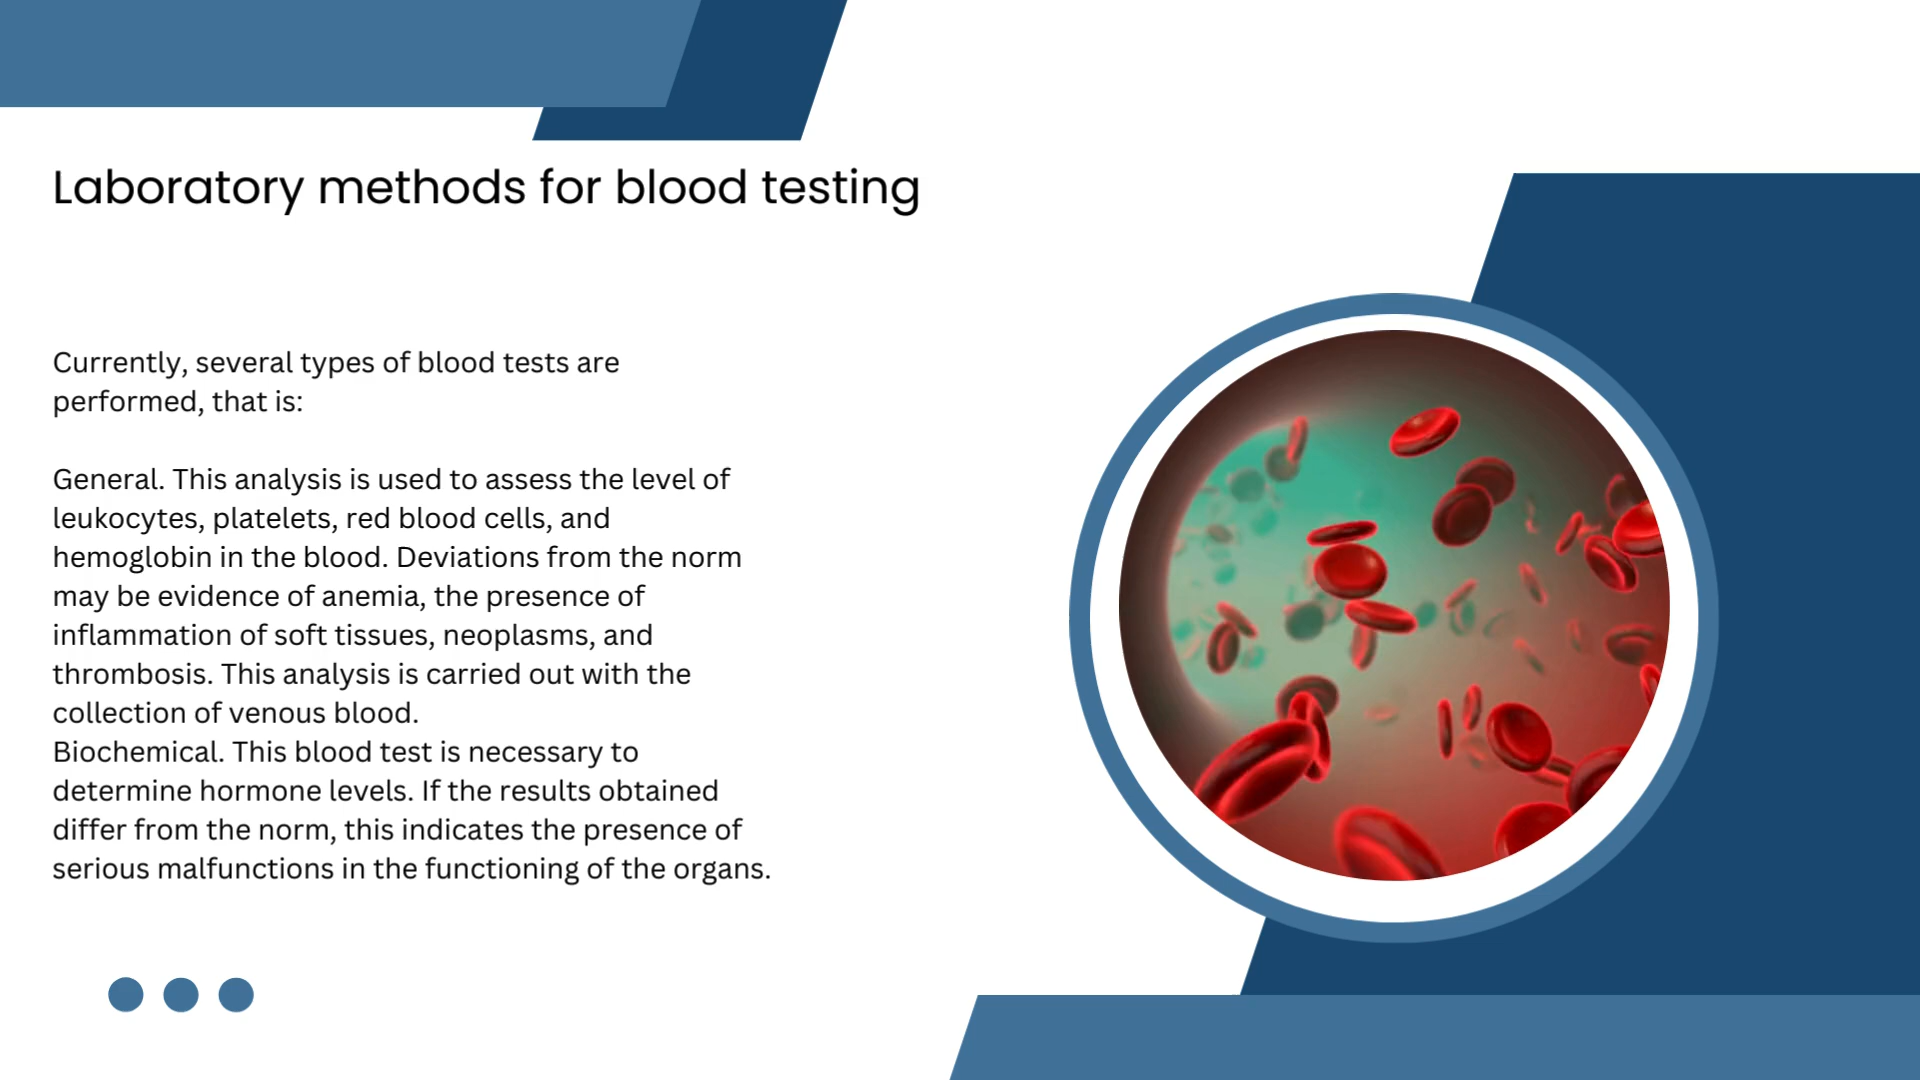 Laboratory methods for blood testing
Currently, several types of blood tests are
performed, that is:
General. This analysis is used to assess the level of
leukocytes, platelets, red blood cells, and
hemoglobin in the blood. Deviations from the norm
may be evidence of anemia, the presence of
inflammation of soft tissues, neoplasms, and
thrombosis. This analysis is carried out with the
collection of venous blood.
Biochemical. This blood test is necessary to
determine hormone levels. If the results obtained
differ from the norm, this indicates the presence of
serious malfunctions in the functioning of the organs.